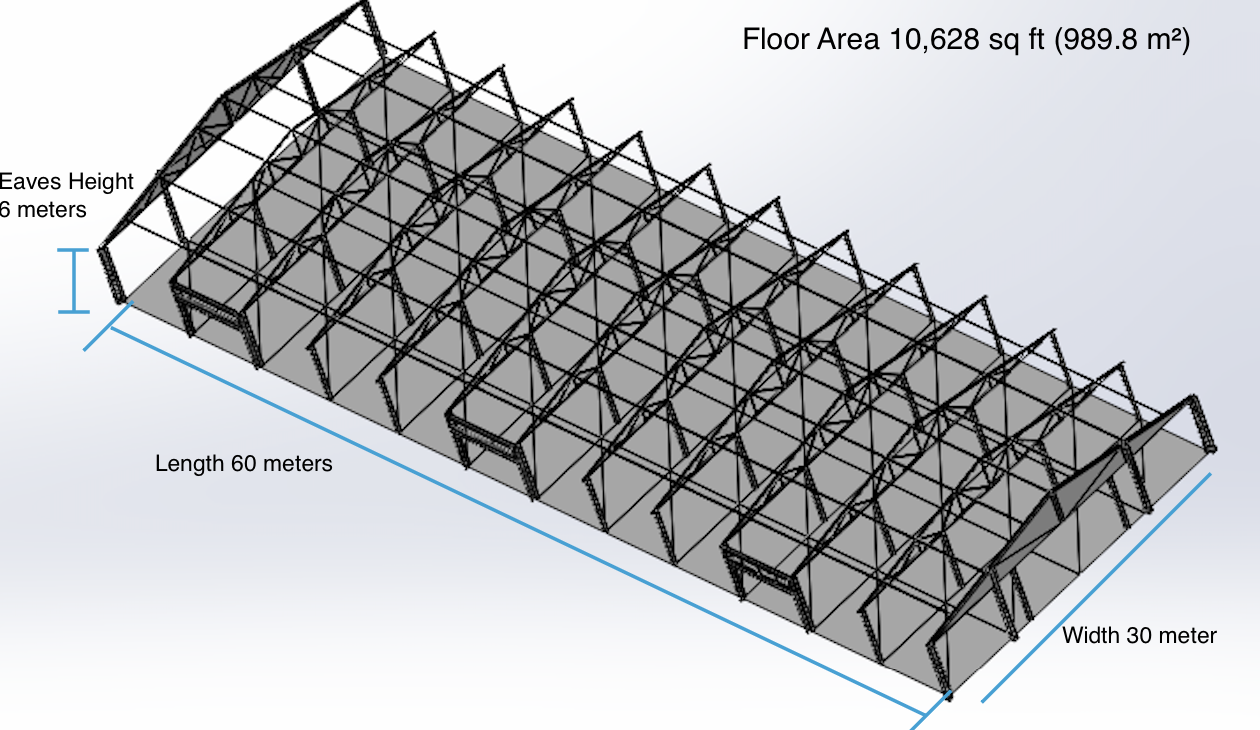 Floor Area 10,628 sq ft (989.8 m²)
Eaves Height
6 meters
Length 60 meters
Width 30 meter